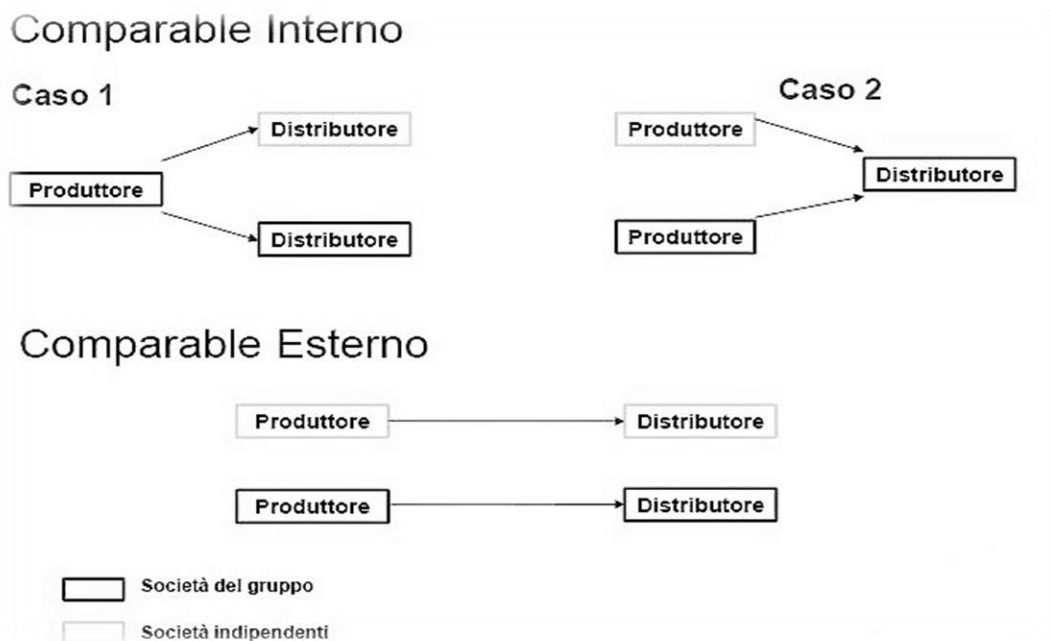 Comparable Interno
Caso 1
Caso 2
Distributore
Produttore
Distributore
Produttore
Distributore
Produttore
Comparable Esterno
Produttore
Distributore
Produttore
Distributore
Società del gruppo
Società indipendenti